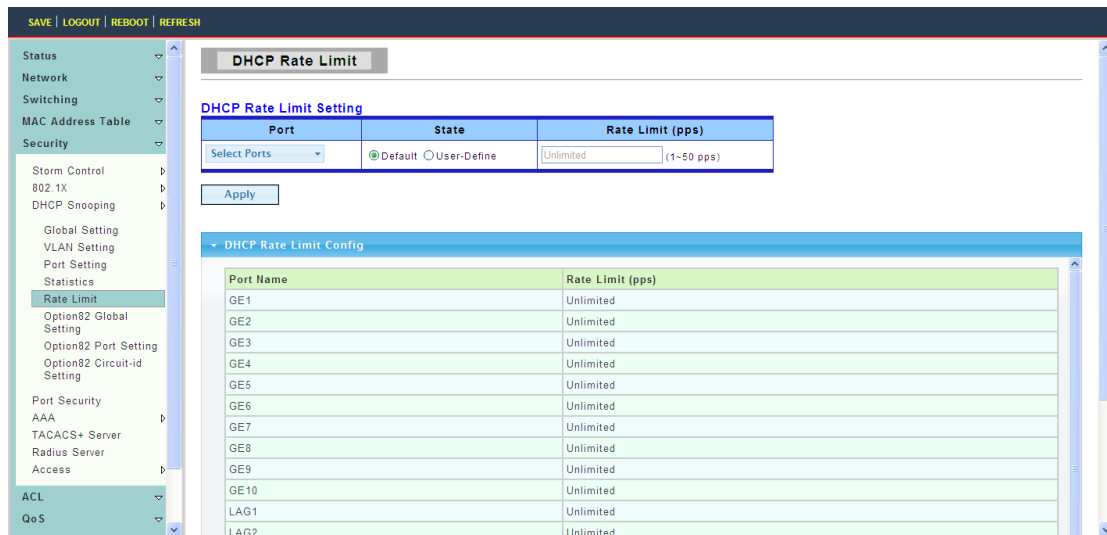 SAVE | LOGOUT | REBOOT | REFRESH
Status
Network
Switching
MAC Address Table
Security
Storm Control
802.1X
DHCP Snooping
Global Setting
VLAN Setting
Port Setting
Statistics
Rate Limit
Option82 Global
Setting
Option82 Port Setting
Option82 Circuit-id
Setting
Port Security
AAA
TACACS+ Server
Radius Server
Access
ACL
QoS
DHCP Rate Limit
DHCP Rate Limit Setting
Port State Rate Limit (pps)
Select Ports Default User-Define Unlimited (1~50 pps)
Apply
DHCP Rate Limit Config
Port Name Rate Limit (pps)
GE1 Unlimited
GE2 Unlimited
GE3 Unlimited
GE4 Unlimited
GE5 Unlimited
GE6 Unlimited
GE7 Unlimited
GE8 Unlimited
GE9 Unlimited
GE10 Unlimited
LAG1 Unlimited
LAG2 Unlimited